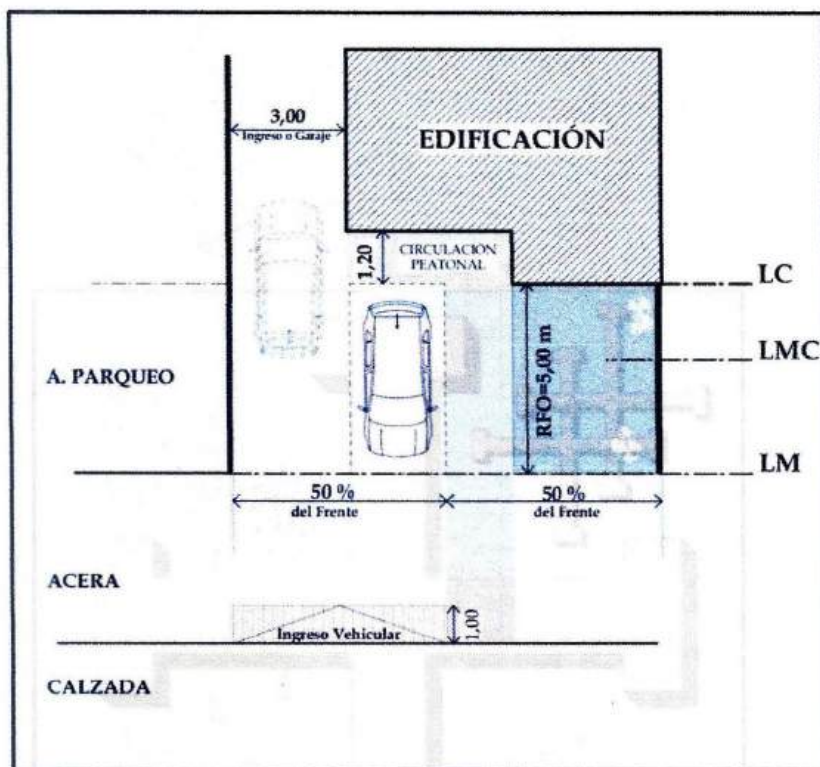 3,00
Ingreso o Garaje
EDIFICACIÓN
1,20
CIRCULACION
PEATONAL
LC
RFO=5,00 m
LMC
A. PARQUEO
LM
50 %
del Frente
50 %
del Frente
ACERA
Ingreso Vehicular
1,00
CALZADA